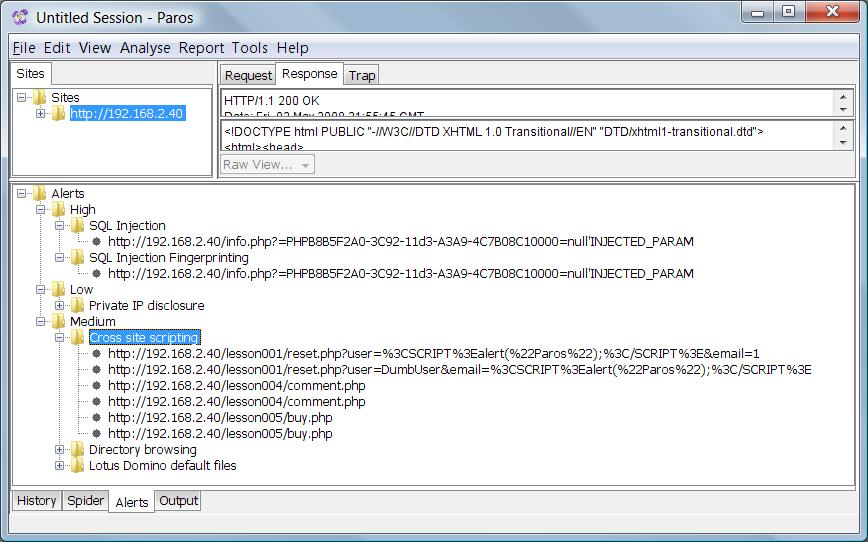 Untitled Session - Paros
File Edit View Analyse Report Tools Help
Sites
Sites
http://192.168.2.40
Request Response Trap
HTTP/1.1 200 OK
Date: Fri, 02 May 2008 21:55:45 GMT
<!DOCTYPE html PUBLIC "-//W3C//DTD XHTML 1.0 Transitional//EN" "DTD/xhtml1-transitional.dtd">
<html><head>
Raw View...
Alerts
High
SQL Injection
http://192.168.2.40/info.php?=PHPB8B5F2A0-3C92-11d3-A3A9-4C7B08C10000=null'INJECTED_PARAM
SQL Injection Fingerprinting
http://192.168.2.40/info.php?=PHPB8B5F2A0-3C92-11d3-A3A9-4C7B08C10000=null'INJECTED_PARAM
Low
Private IP disclosure
Medium
Cross site scripting
http://192.168.2.40/lesson001/reset.php?user=%3CSCRIPT%3Ealert(%22Paros%22);%3C/SCRIPT%3E&email=1
http://192.168.2.40/lesson001/reset.php?user=DumbUser&email=%3CSCRIPT%3Ealert(%22Paros%22);%3C/SCRIPT%3E
http://192.168.2.40/lesson004/comment.php
http://192.168.2.40/lesson004/comment.php
http://192.168.2.40/lesson005/buy.php
http://192.168.2.40/lesson005/buy.php
Directory browsing
Lotus Domino default files
History Spider Alerts Output